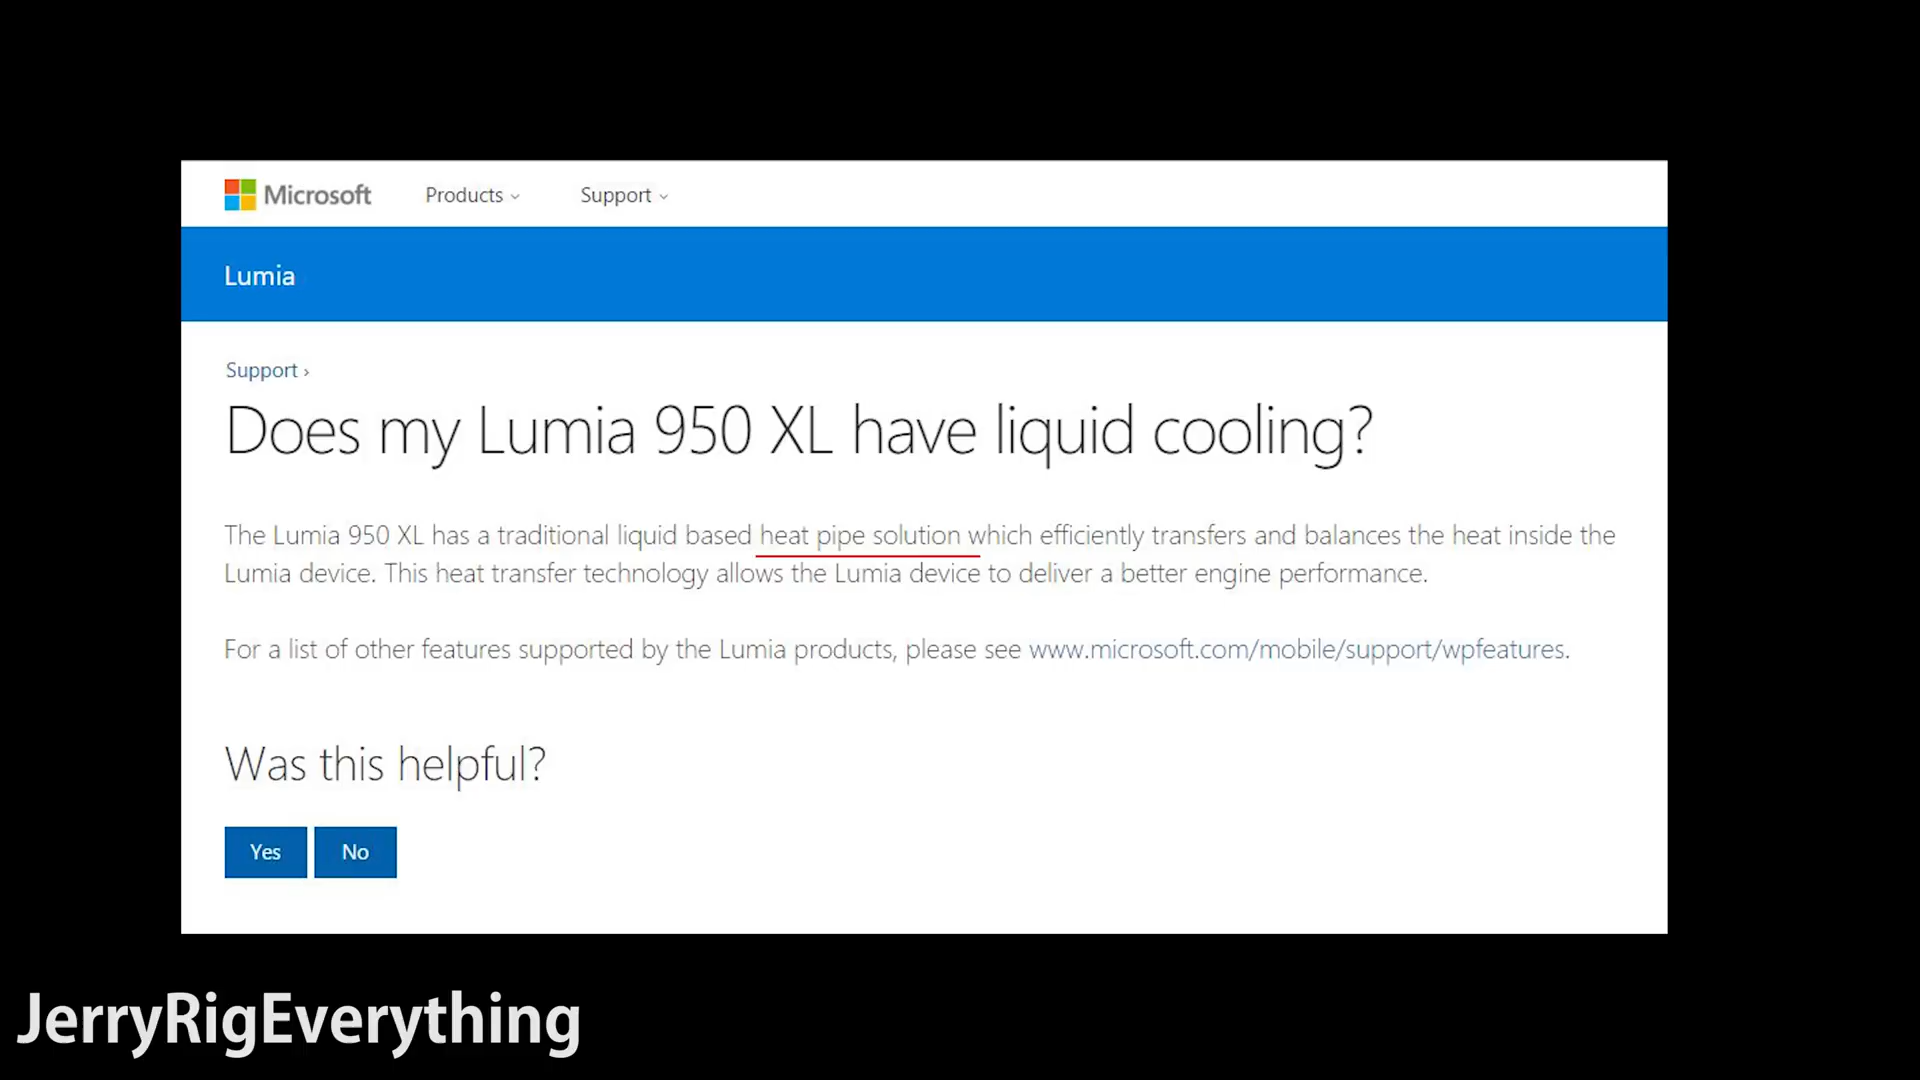 Microsoft Products Support
Lumia
Support ›
Does my Lumia 950 XL have liquid cooling?
The Lumia 950 XL has a traditional liquid based heat pipe solution which efficiently transfers and balances the heat inside the
Lumia device. This heat transfer technology allows the Lumia device to deliver a better engine performance.
For a list of other features supported by the Lumia products, please see www.microsoft.com/mobile/support/wpfeatures.
Was this helpful?
Yes No
JerryRigEverything